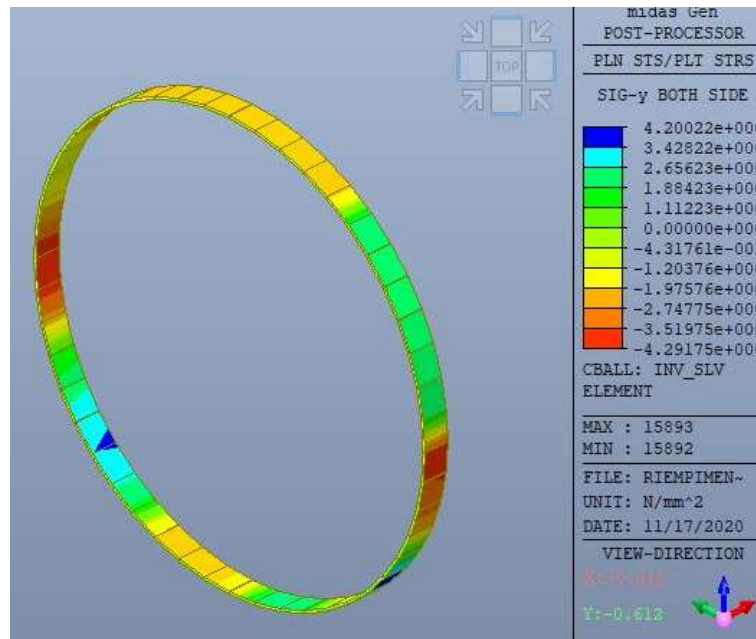 TOP
midas Gen
POST-PROCESSOR
PLN STS/PLT STRS
SIG-y BOTH SIDE
4.20022e+00
3.42822e+00
2.65623e+00
1.88423e+00
1.11223e+00
0.00000e+00
-4.31761e-00
-1.20376e+00
-1.97576e+00
-2.74775e+00
-3.51975e+00
-4.29175e+00
CBALL: INV_SLV
ELEMENT
MAX : 15893
MIN : 15892
FILE: RIEMPIMEN~
UNIT: N/mm^2
DATE: 11/17/2020
VIEW-DIRECTION
Y:-0.612